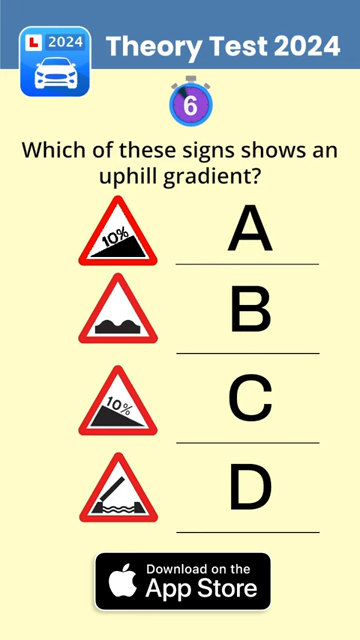 L 2024
Theory Test 2024
6
Which of these signs shows an
uphill gradient?
10%
A
B
10%
C
D
Download on the
App Store